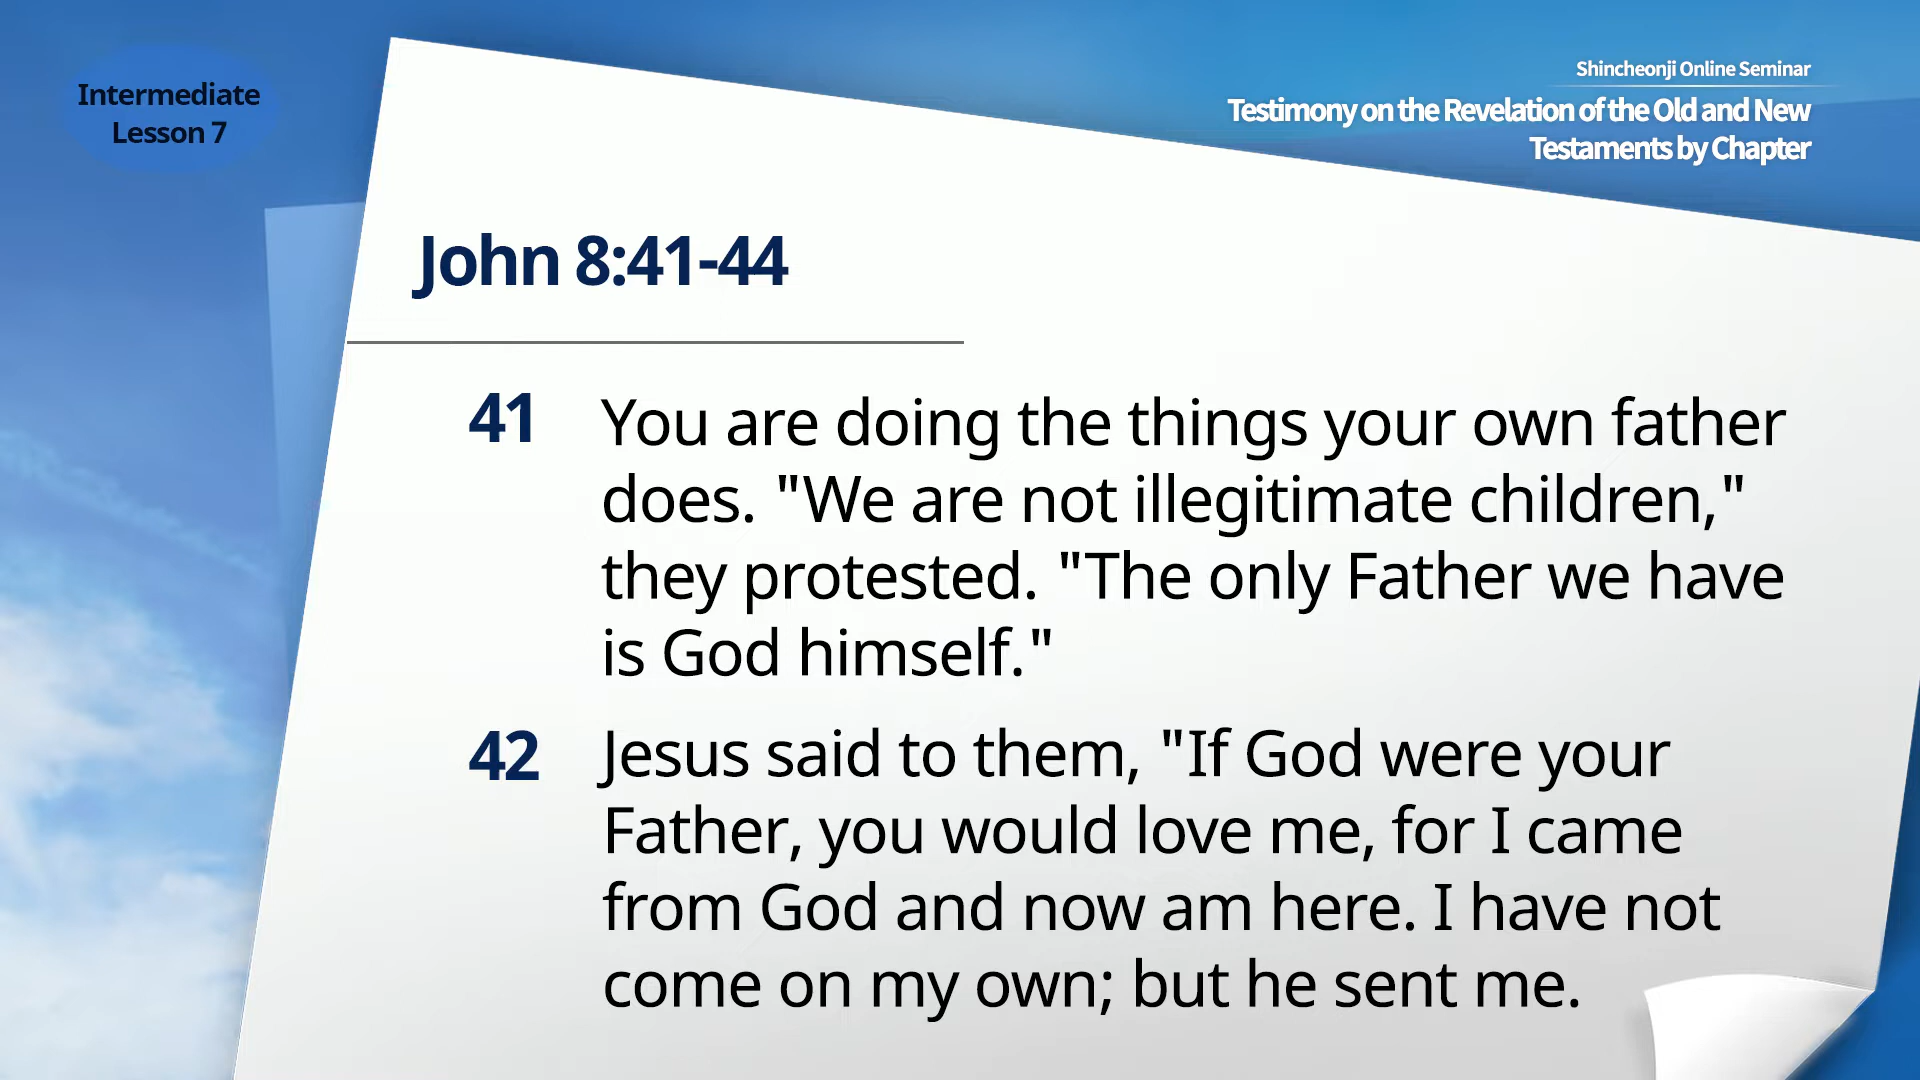 Intermediate
Lesson 7
Shincheonji Online Seminar
Testimony on the Revelation of the Old and New
Testaments by Chapter
John 8:41-44
41 You are doing the things your own father
does. "We are not illegitimate children,"
they protested. "The only Father we have
is God himself."
42 Jesus said to them, "If God were your
Father, you would love me, for I came
from God and now am here. I have not
come on my own; but he sent me.